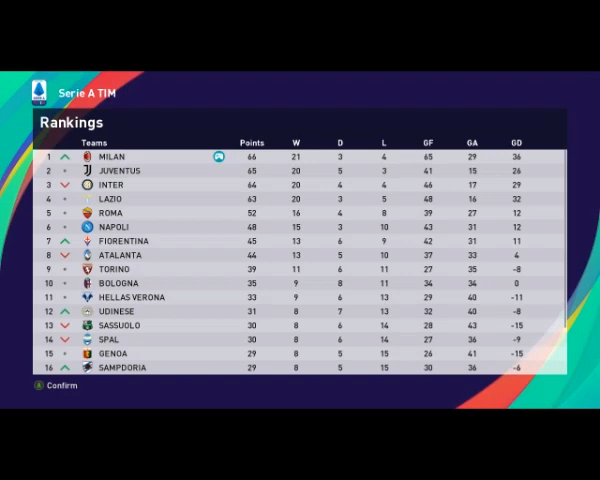 Serie A TIM
Rankings
Teams Points W D L GF GA GD
1 MILAN 66 21 3 4 65 29 36
2 JUVENTUS 65 20 5 3 41 15 26
3 INTER 64 20 4 4 46 17 29
4 LAZIO 63 20 3 5 48 16 32
5 ROMA 52 16 4 8 39 27 12
6 NAPOLI 48 15 3 10 43 31 12
7 FIORENTINA 45 13 6 9 42 31 11
8 ATALANTA 44 13 5 10 37 33 4
9 TORINO 39 11 6 11 27 35 -8
10 BOLOGNA 35 9 8 11 34 34 0
11 HELLAS VERONA 33 9 6 13 29 40 -11
12 UDINESE 31 8 7 13 32 40 -8
13 SASSUOLO 30 8 6 14 28 43 -15
14 SPAL 30 8 6 14 27 36 -9
15 GENOA 29 8 5 15 26 41 -15
16 SAMPDORIA 29 8 5 15 30 36 -6
A Confirm